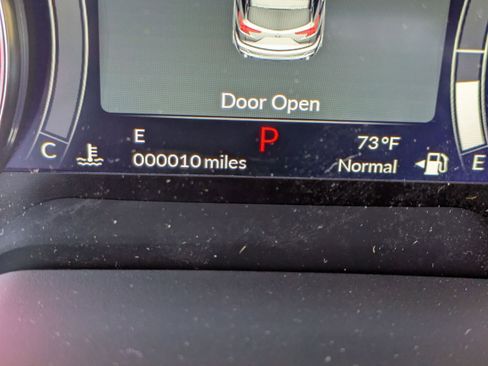 Door Open
E P 73°F
C 000010 miles Normal E